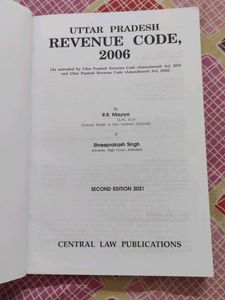 UTTAR PRADESH
REVENUE CODE,
2006
[As amended by Uttar Pradesh Revenue Code (Amendment) Act, 2019
and Uttar Pradesh Revenue Code (Amendment) Act, 2020]
By
R.R. Maurya
LL.M., LL.D.
Formerly Reader in Law, Lucknow University
&
Shreeprakash Singh
Advocate, High Court, Allahabad
SECOND EDITION 2021
CENTRAL LAW PUBLICATIONS